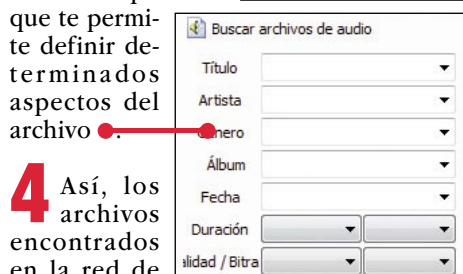 que te permi-
te definir de-
terminados
aspectos del
archivo .
4 Así, los
archivos
encontrados
en la red de
Buscar archivos de audio
Título
Artista
Álbum
Fecha
Duración
/ Bitra